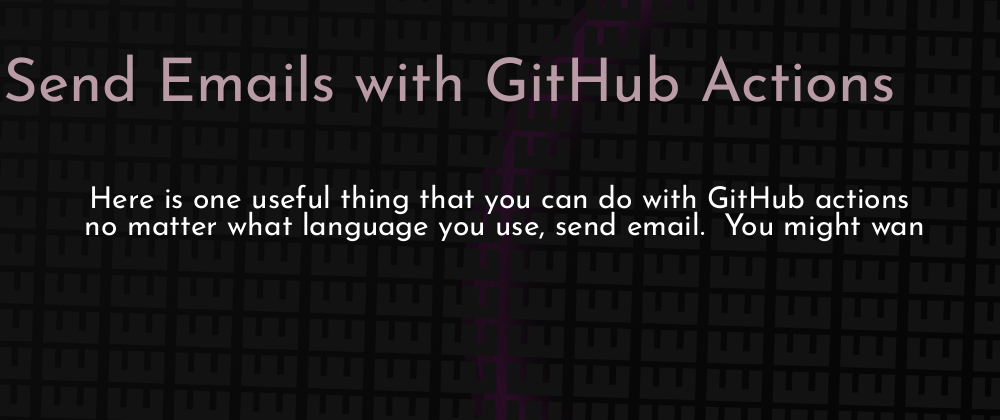 Send Emails with GitHub Actions
Here is one useful thing that you can do with GitHub actions
no matter what language you use, send email.  You might wan